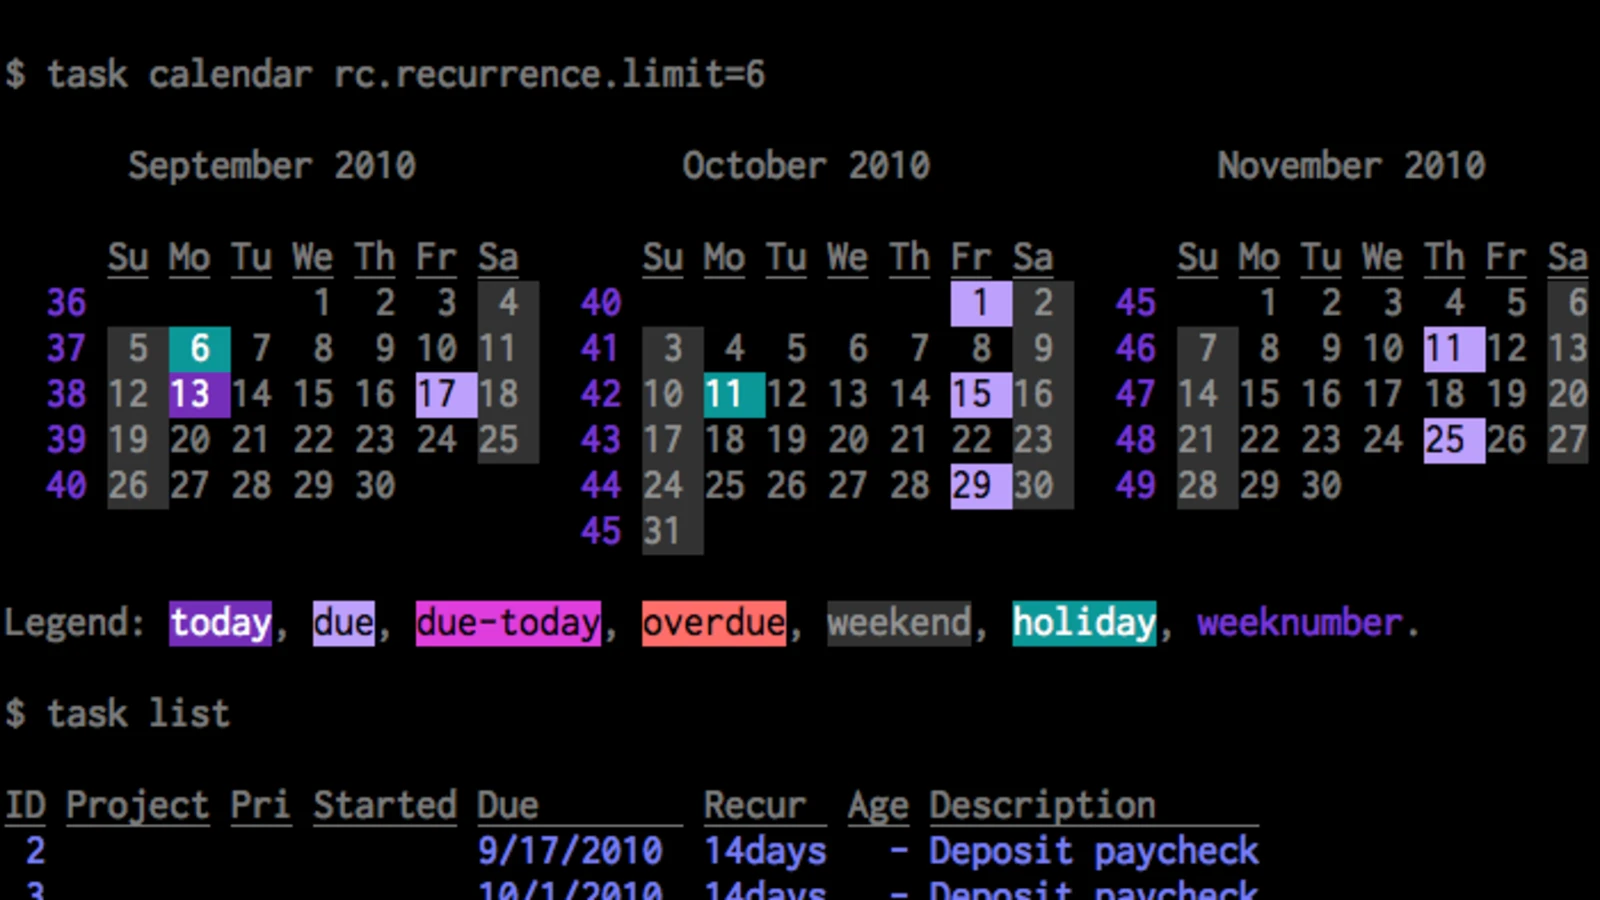 $ task calendar rc.recurrence.limit=6
September 2010 October 2010 November 2010
Su Mo Tu We Th Fr Sa Su Mo Tu We Th Fr Sa Su Mo Tu We Th Fr Sa
36 1 2 3 4 40 1 2 45 1 2 3 4 5 6
37 5 6 7 8 9 10 11 41 3 4 5 6 7 8 9 46 7 8 9 10 11 12 13
38 12 13 14 15 16 17 18 42 10 11 12 13 14 15 16 47 14 15 16 17 18 19 20
39 19 20 21 22 23 24 25 43 17 18 19 20 21 22 23 48 21 22 23 24 25 26 27
40 26 27 28 29 30 44 24 25 26 27 28 29 30 49 28 29 30
45 31
Legend: today, due, due-today, overdue, weekend, holiday, weeknumber.
$ task list
ID Project Pri Started Due Recur Age Description
2 9/17/2010 14days - Deposit paycheck
3 10/1/2010 14days - Deposit paycheck